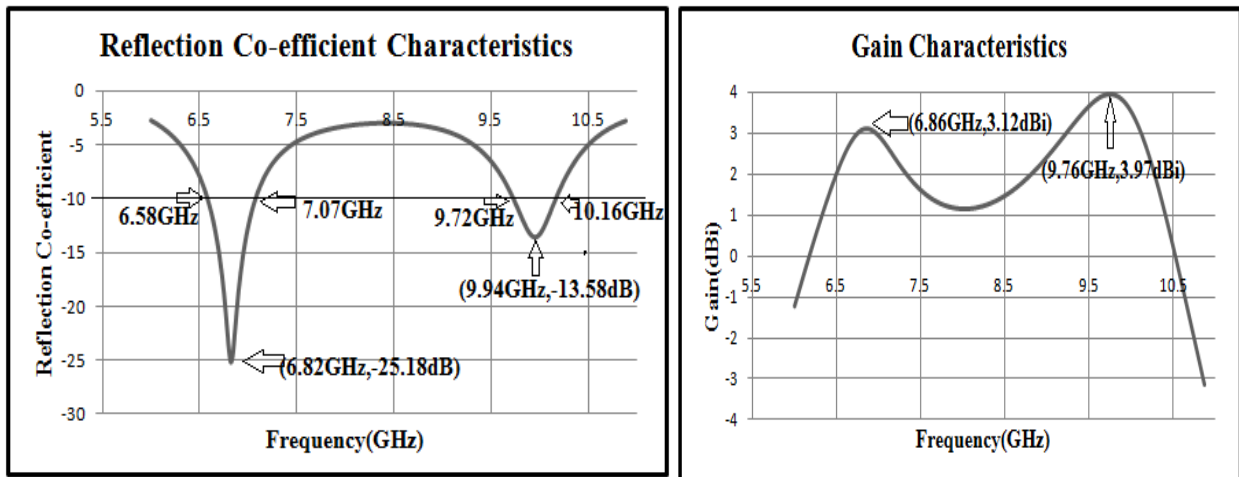 Reflection Co-efficient Characteristics
0
5.5 6.5 7.5 8.5 9.5 10.5
-5
-10
6.58GHz 7.07GHz 9.72GHz 10.16GHz
-15
(9.94GHz,-13.58dB)
-20
-25
(6.82GHz,-25.18dB)
-30
Reflection Co-efficient
Frequency(GHz)
Gain Characteristics
4
(6.86GHz,3.12dBi)
3
2
(9.76GHz,3.97dBi)
1
0
5.5 6.5 7.5 8.5 9.5 10.5
-1
-2
-3
-4
Gain(dBi)
Frequency(GHz)